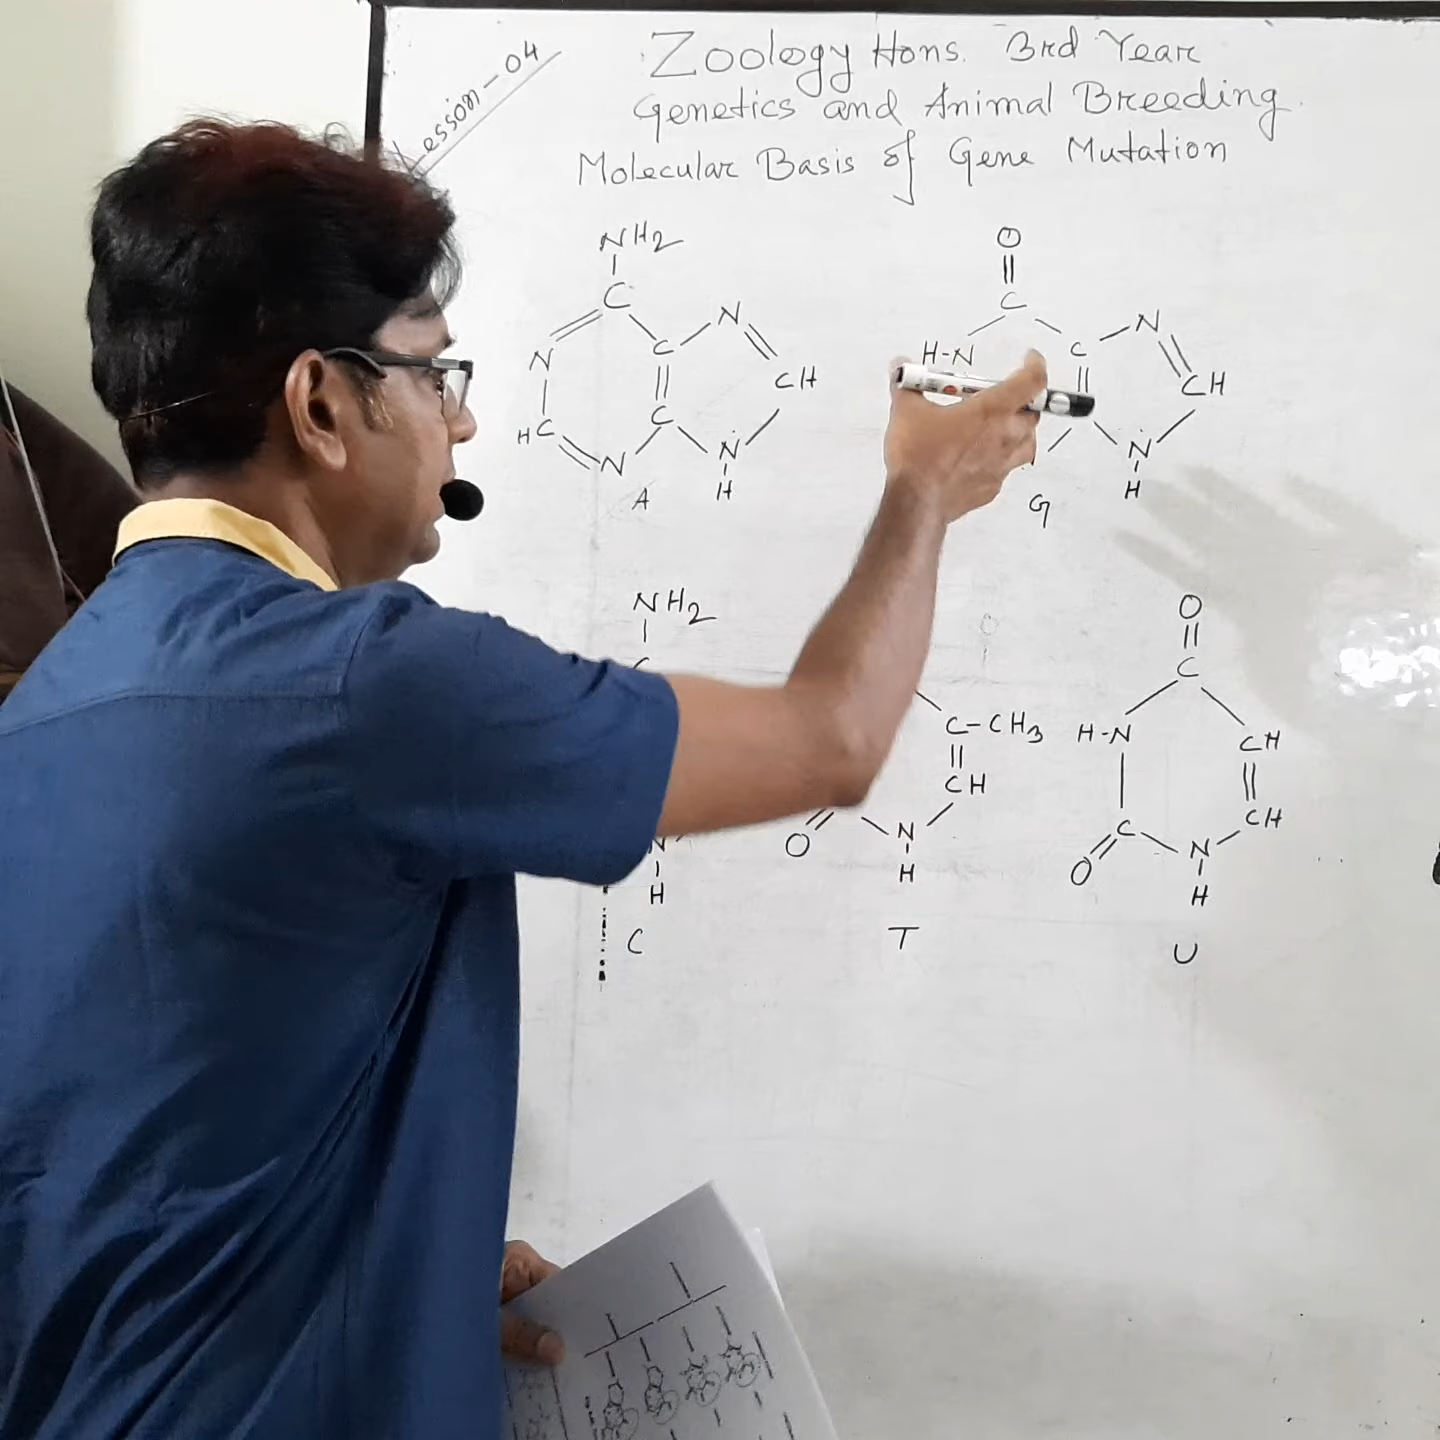 Lesson-04
Zoology Hons. 3rd Year
Genetics and Animal Breeding
Molecular Basis of Gene Mutation
NH2
C
N
N
C
CH
HC
C
N
N
H
A
O
C
N
H-N
C
CH
N
H
G
NH2
N
H
C
C-CH3
CH
O
N
H
T
O
C
H-N
CH
C
CH
O
N
H
U